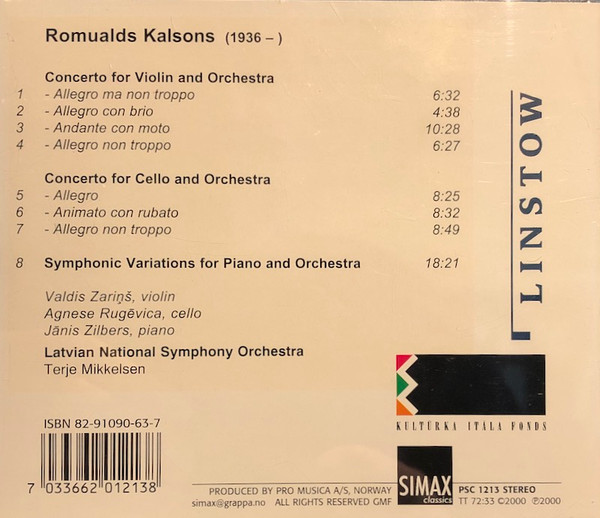 Romualds Kalsons (1936 – )
Concerto for Violin and Orchestra
1 - Allegro ma non troppo 6:32
2 - Allegro con brio 4:38
3 - Andante con moto 10:28
4 - Allegro non troppo 6:27
Concerto for Cello and Orchestra
5 - Allegro 8:25
6 - Animato con rubato 8:32
7 - Allegro non troppo 8:49
8 Symphonic Variations for Piano and Orchestra 18:21
Valdis Zariņš, violin
Agnese Rugēvica, cello
Jānis Zilbers, piano
Latvian National Symphony Orchestra
Terje Mikkelsen
LINSTOW
KULTŪRKA ITĀLA FONDS
ISBN 82-91090-63-7
7 033662 012138
PRODUCED BY PRO MUSICA A/S, NORWAY
simax@grappa.no ALL RIGHTS RESERVED GMF
SIMAX
classics
PSC 1213 STEREO
TT 72:33 ©2000 ℗2000